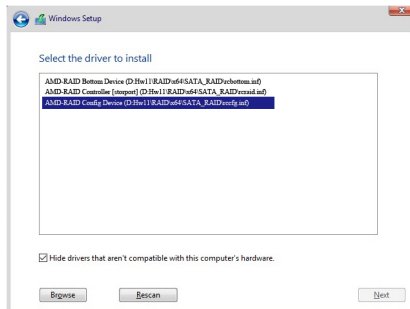 Windows Setup
Select the driver to install
AMD-RAID Bottom Device (D:Hw11\RAID\x64\SATA_RAID\rcbottom.inf)
AMD-RAID Controller [storport] (D:Hw11\RAID\x64\SATA_RAID\rcraid.inf)
AMD-RAID Config Device (D:Hw11\RAID\x64\SATA_RAID\rccfg.inf)
Hide drivers that aren't compatible with this computer's hardware.
Browse
Rescan
Next